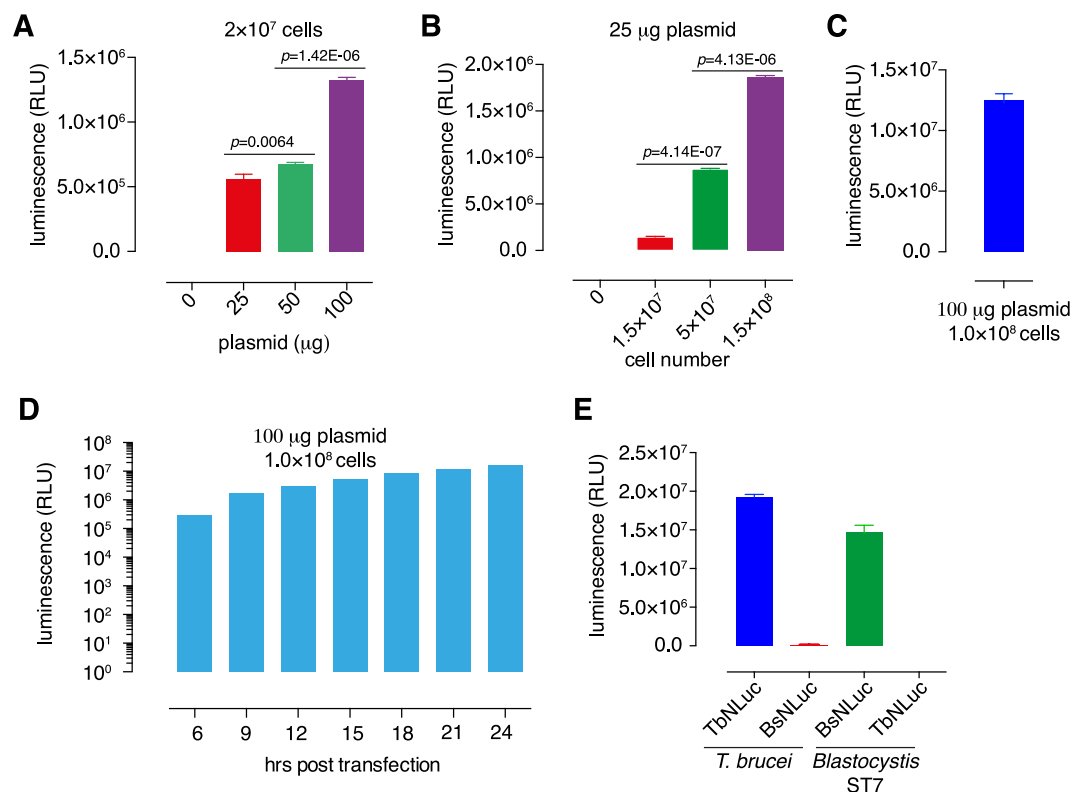 A
2×10⁷ cells
luminescence (RLU)
1.5×10⁶
1.0×10⁶
5.0×10⁵
0.0
p=1.42E-06
p=0.0064
0
25
50
100
plasmid (µg)
B
25 µg plasmid
luminescence (RLU)
2.0×10⁶
1.5×10⁶
1.0×10⁶
5.0×10⁶
0.0
p=4.13E-06
p=4.14E-07
0
1.5×10⁷
5×10⁷
1.5×10⁸
cell number
C
luminescence (RLU)
1.5×10⁷
1.0×10⁷
5.0×10⁶
0.0
100 µg plasmid
1.0×10⁸ cells
D
100 µg plasmid
1.0×10⁸ cells
luminescence (RLU)
10⁸
10⁷
10⁶
10⁵
10⁴
10³
10²
10¹
10⁰
6
9
12
15
18
21
24
hrs post transfection
E
luminescence (RLU)
2.5×10⁷
2.0×10⁷
1.5×10⁷
1.0×10⁷
5.0×10⁶
0.0
TbNLuc
BsNLuc
BsNLuc
TbNLuc
T. brucei
Blastocystis
ST7